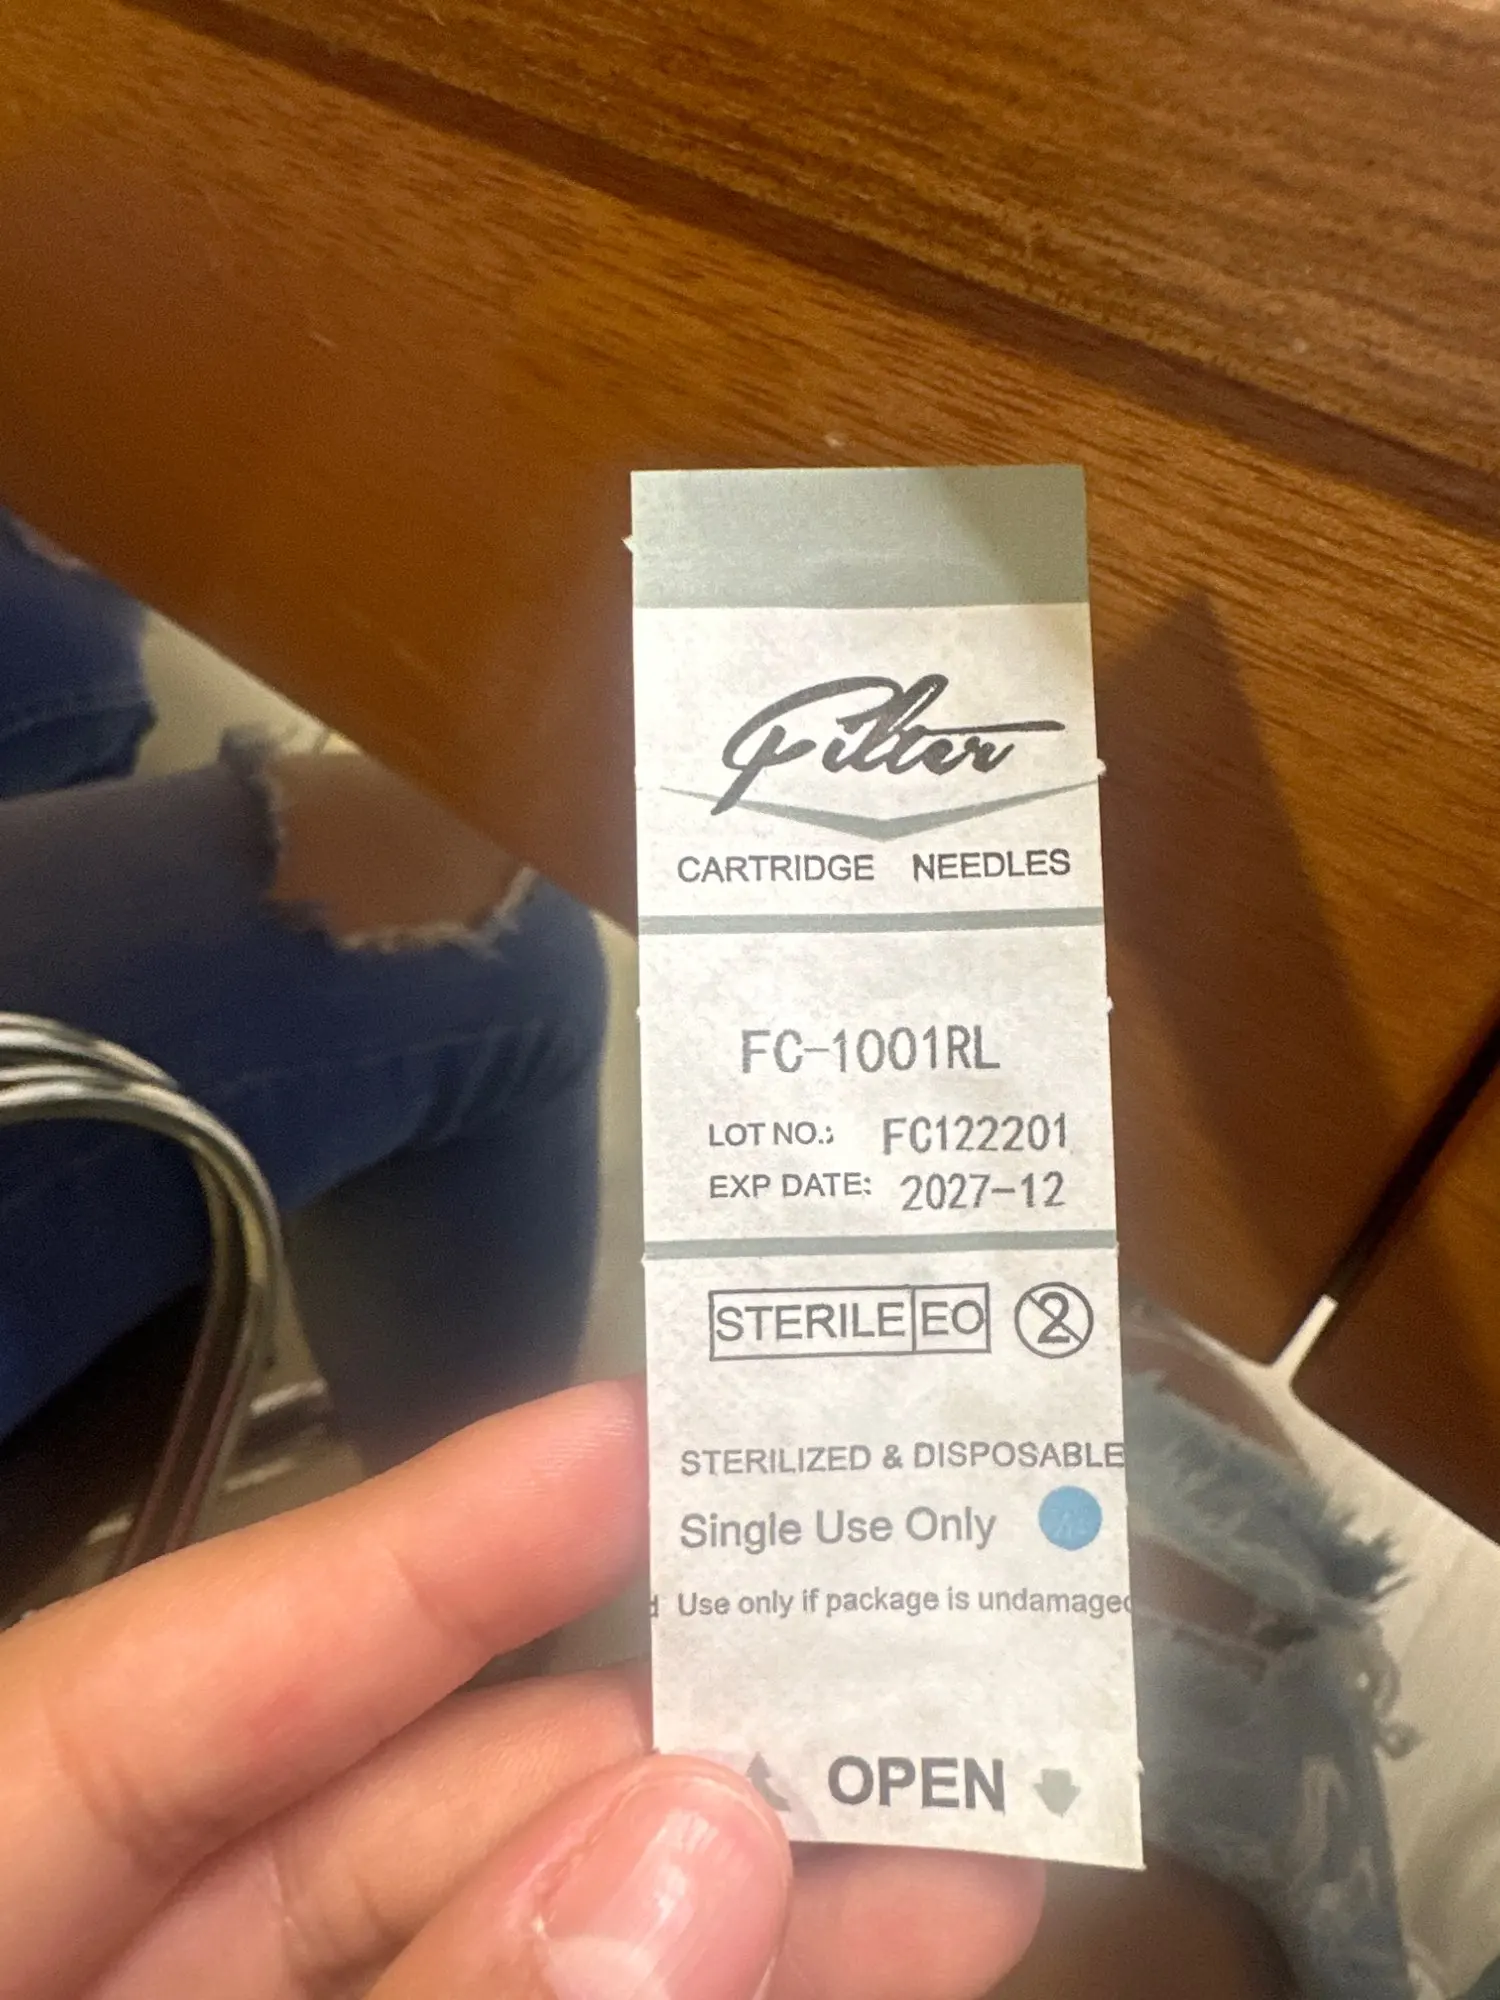 Filter
CARTRIDGE NEEDLES
FC-1001RL
LOT NO.: FC122201
EXP DATE: 2027-12
STERILE EO 2
STERILIZED & DISPOSABLE
Single Use Only
Use only if package is undamaged
OPEN